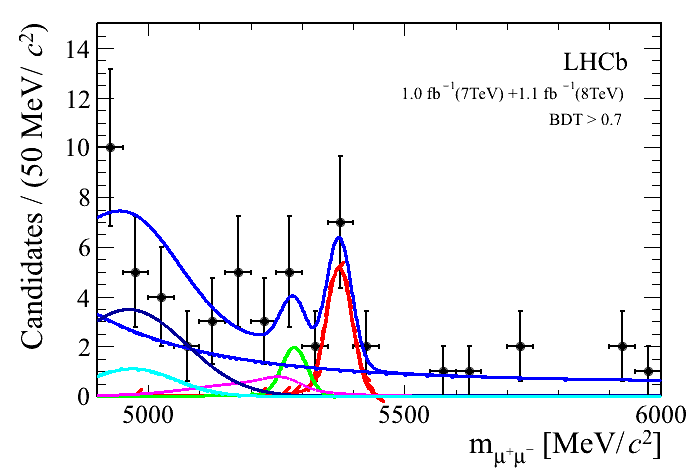 Candidates / (50 MeV/c²)
14
12
10
8
6
4
2
0
LHCb
1.0 fb⁻¹(7TeV) +1.1 fb⁻¹(8TeV)
BDT > 0.7
5000 5500 6000
m_μ⁺μ⁻ [MeV/c²]